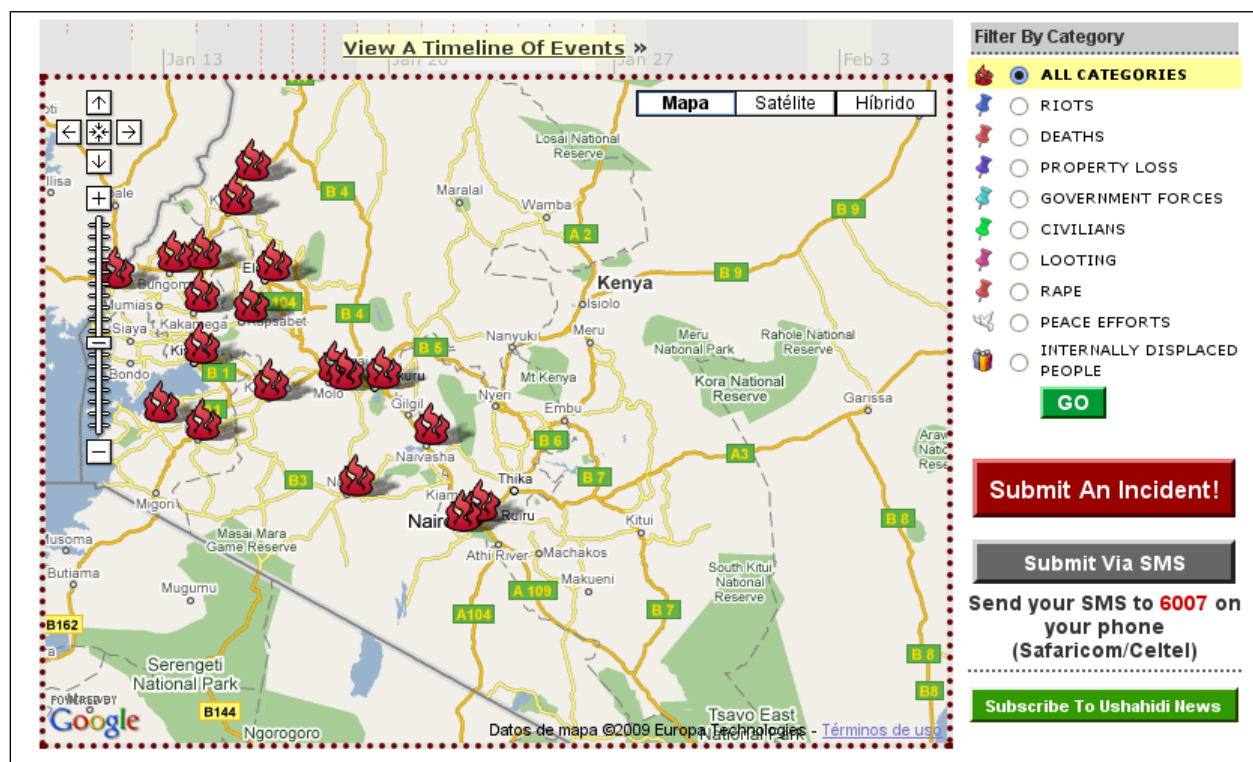 View A Timeline Of Events »
Jan 13
Jan 20
Jan 27
Feb 3
Mapa
Satélite
Híbrido
Losai National
Reserve
Maralal
Wamba
B 4
A 2
B 9
B 9
Kenya
Isiolo
Bungom
Mumias
Kakamega
Kapsabet
104
B 4
Siaya
Nanyuki
Meru
Meru
National Park
Rahole National
Reserve
B 5
Bondo
B 1
Molo
Mt Kenya
Kora National
Reserve
Nyeri
Gilgil
Embu
Garissa
B 6
A3
Naivasha
B3
Thika
B 7
Migori
Ruiru
Kitui
B 8
Masai Mara
Game Reserve
Athi River
Machakos
Butiama
Mugumu
Makueni
South Kitui
National
Reserve
A 109
A104
B 7
B162
B 8
Serengeti
National Park
B8
B144
POWERED BY
Google
Ngorogoro
Tsavo East
National Park
Datos de mapa ©2009 Europa Technologies - Términos de uso
Filter By Category
ALL CATEGORIES
RIOTS
DEATHS
PROPERTY LOSS
GOVERNMENT FORCES
CIVILIANS
LOOTING
RAPE
PEACE EFFORTS
INTERNALLY DISPLACED
PEOPLE
GO
Submit An Incident!
Submit Via SMS
Send your SMS to 6007 on
your phone
(Safaricom/Celtel)
Subscribe To Ushahidi News